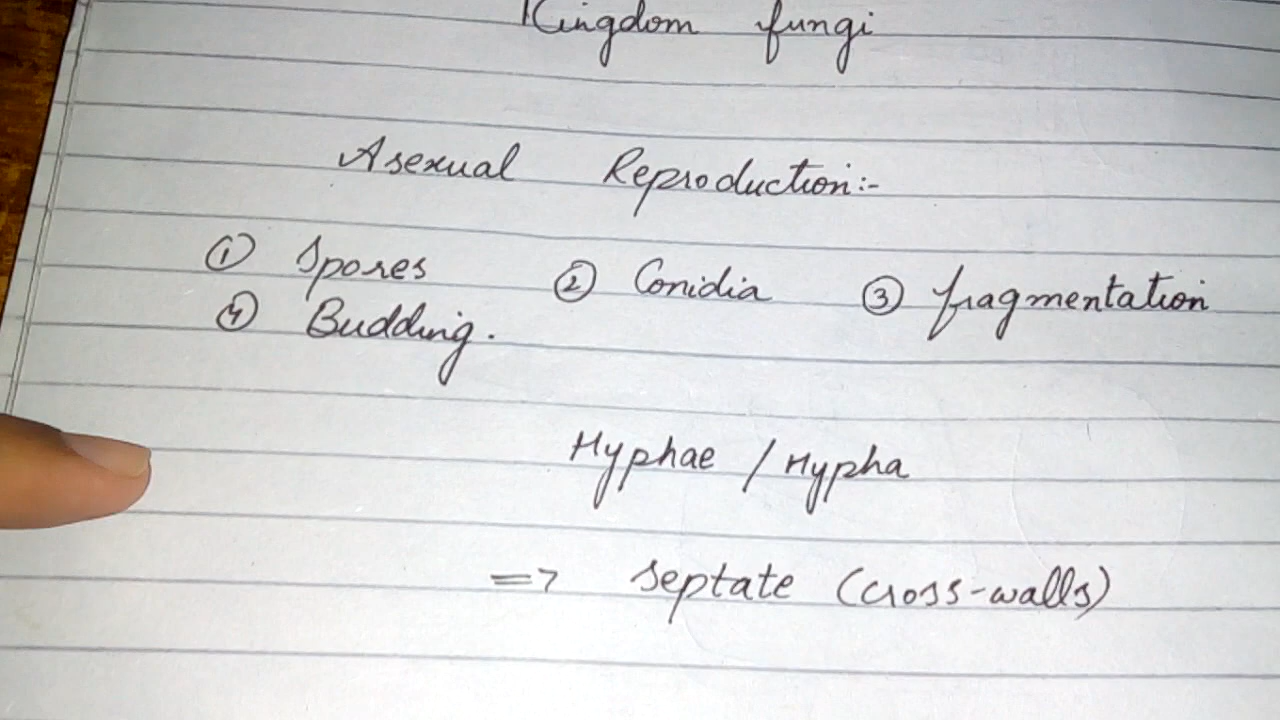 Kingdom fungi
Asexual Reproduction:-
① Spores ② Conidia ③ fragmentation
④ Budding.
Hyphae / Hypha
=> septate (cross-walls)